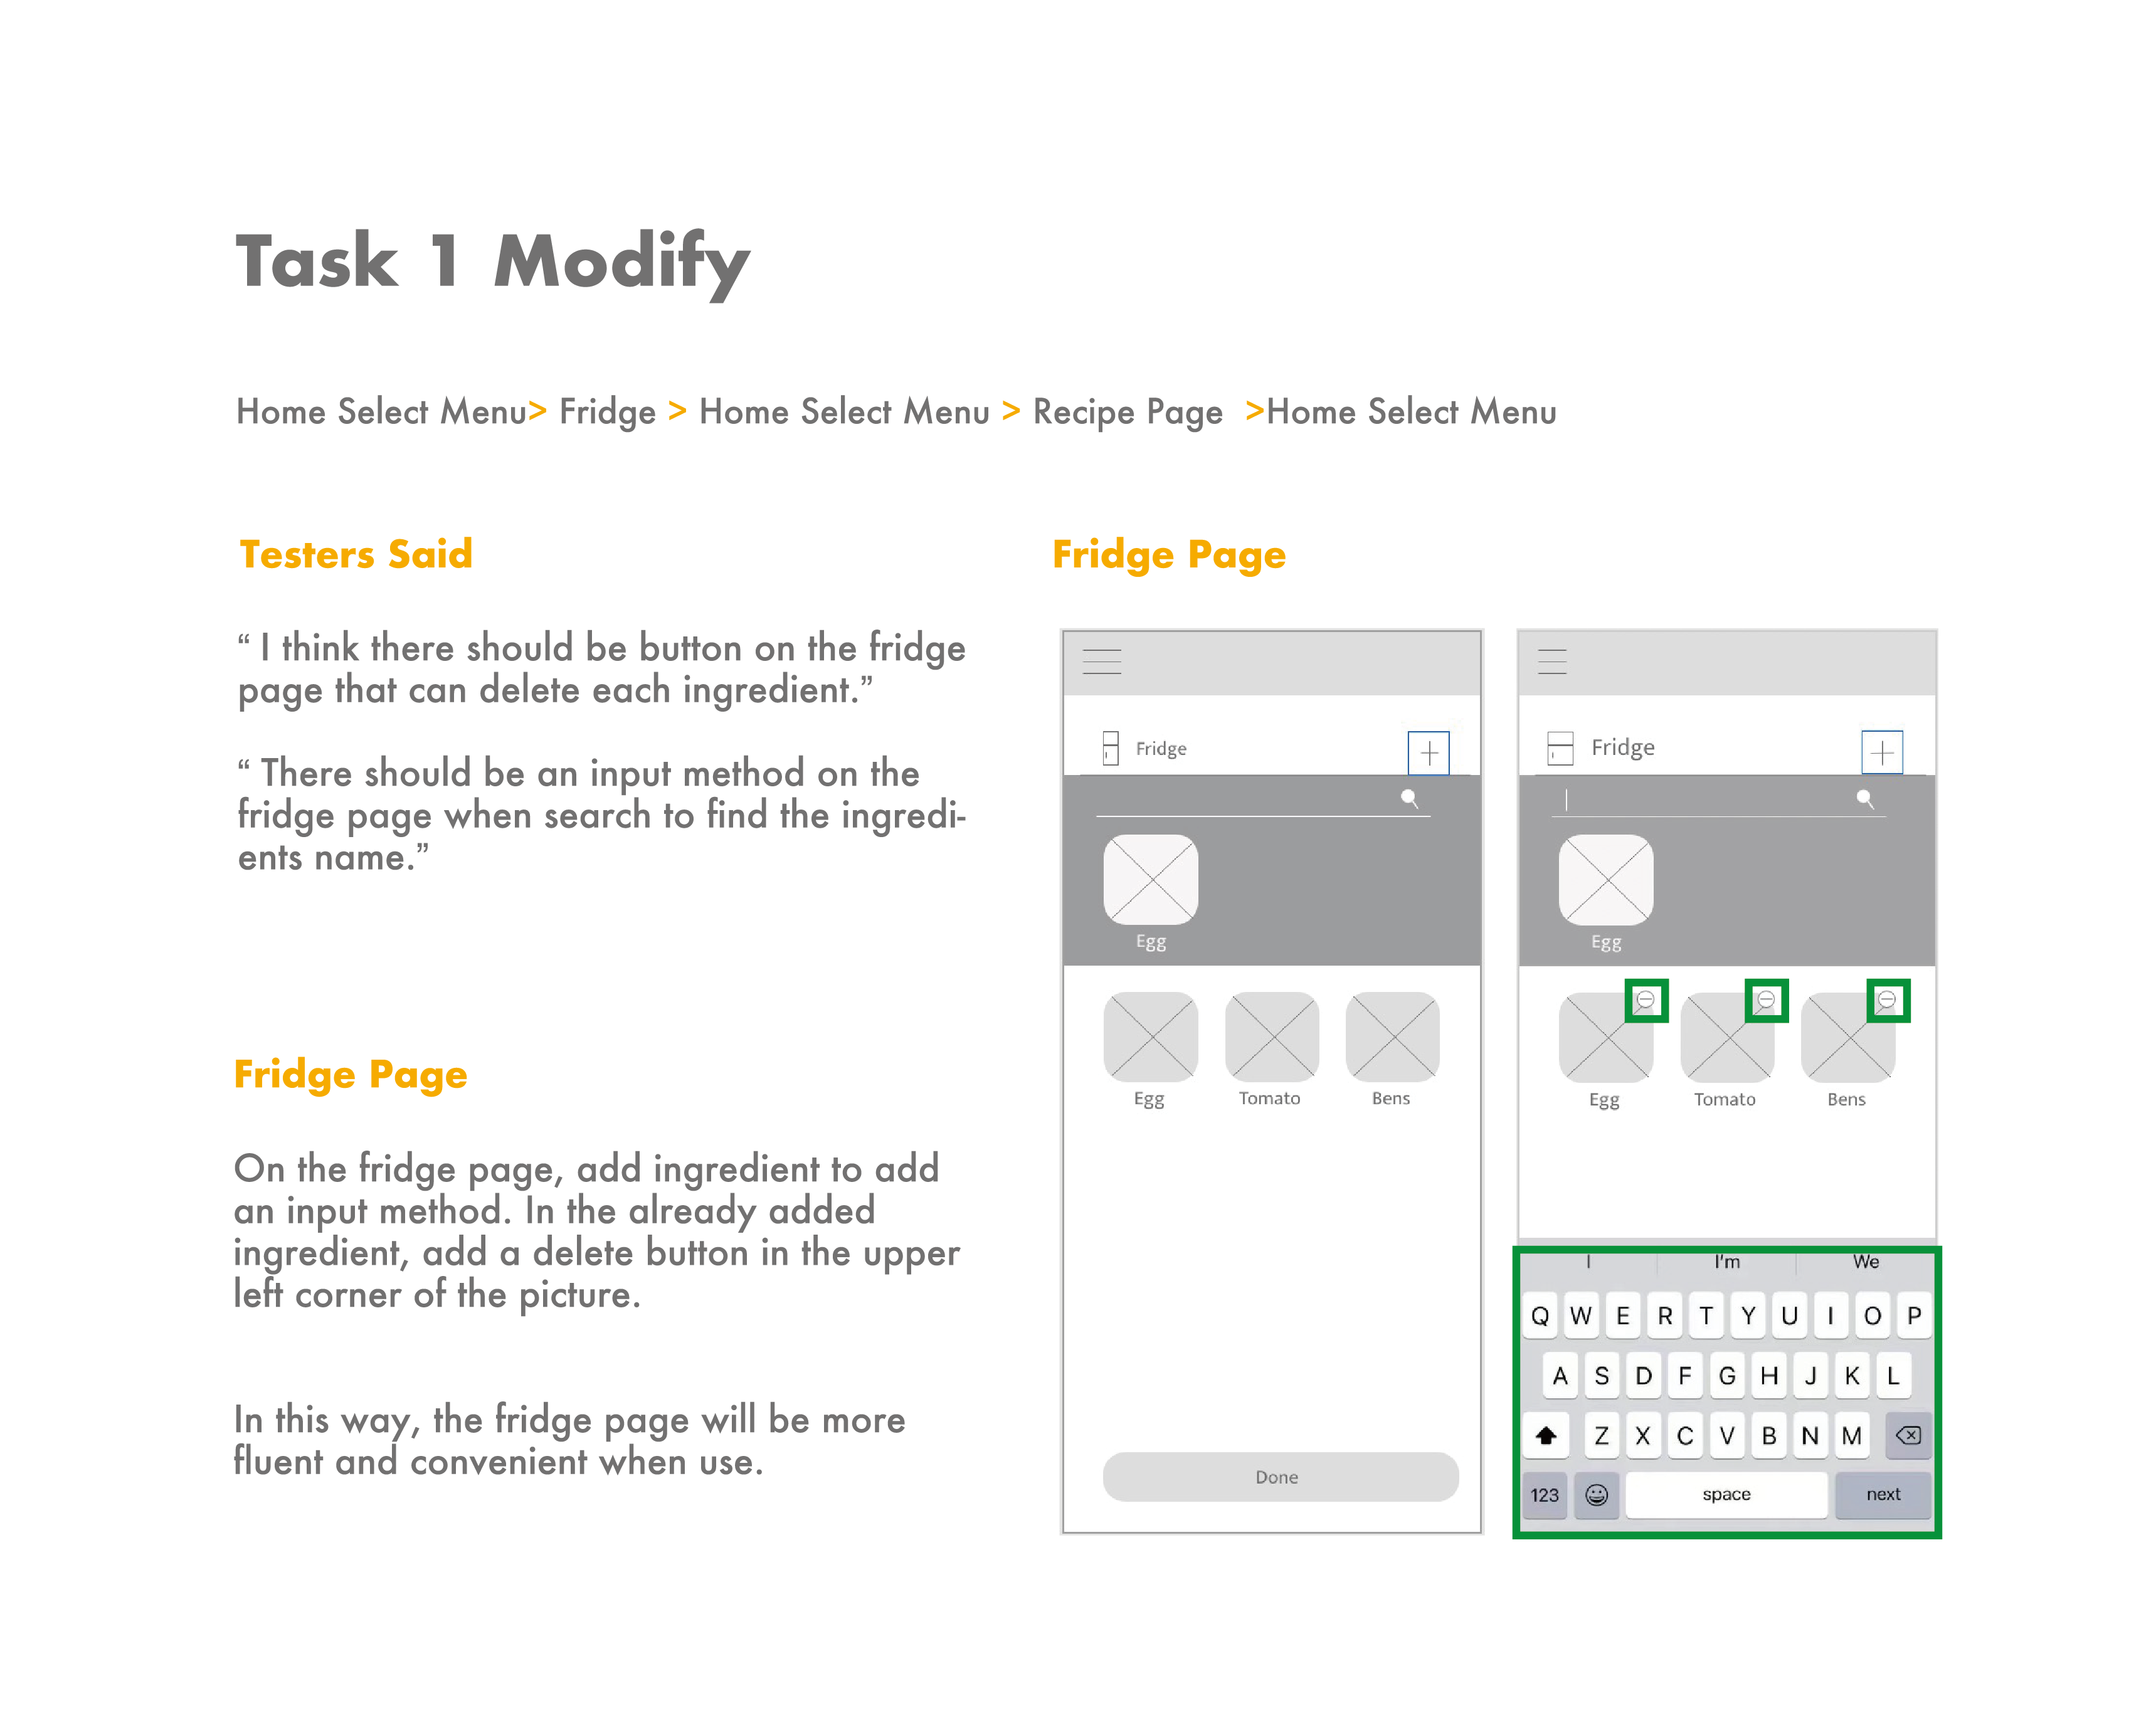 Task 1 Modify
Home Select Menu> Fridge > Home Select Menu > Recipe Page >Home Select Menu
Testers Said
“ I think there should be button on the fridge
page that can delete each ingredient.”
“ There should be an input method on the
fridge page when search to find the ingredi-
ents name.”
Fridge Page
On the fridge page, add ingredient to add
an input method. In the already added
ingredient, add a delete button in the upper
left corner of the picture.
In this way, the fridge page will be more
fluent and convenient when use.
Fridge Page
Fridge
Egg
Egg Tomato Bens
Done
Fridge
Egg
Egg Tomato Bens
I I'm We
Q W E R T Y U I O P
A S D F G H J K L
Z X C V B N M
123 space next